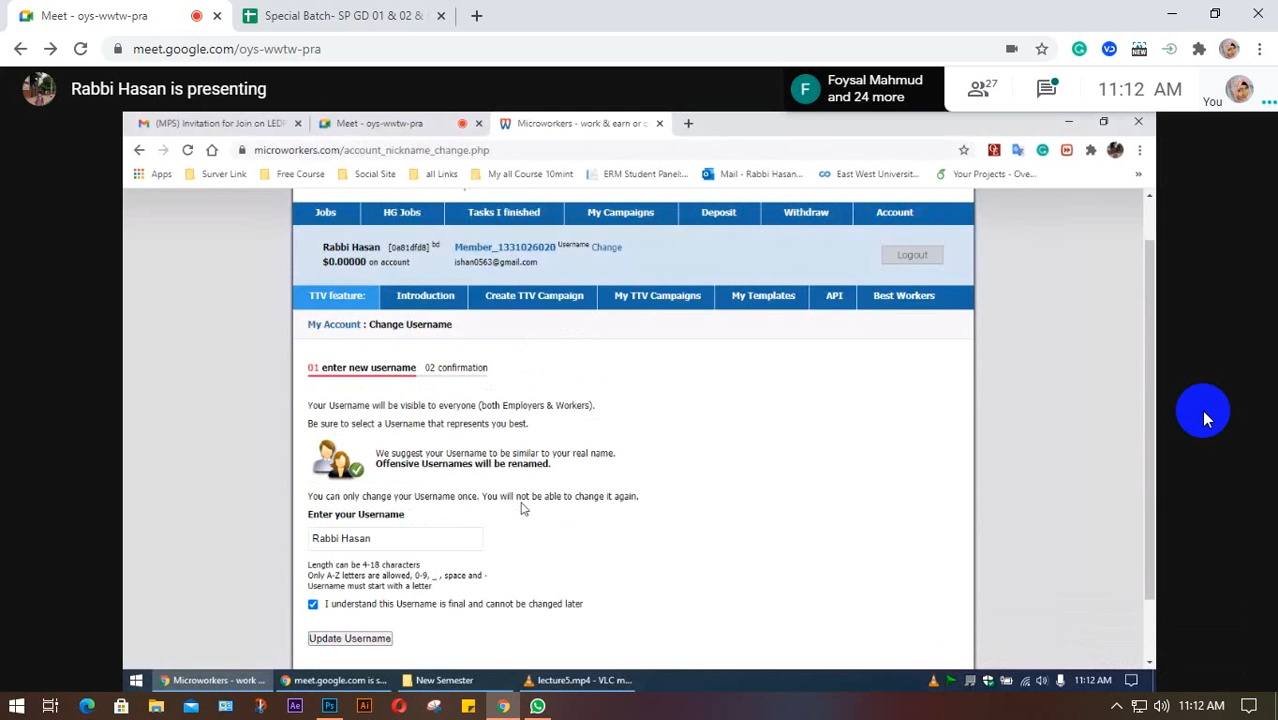 Meet - oys-wwtw-pra
Special Batch- SP GD 01 & 02 &
meet.google.com/oys-wwtw-pra
NEW
Rabbi Hasan is presenting
F
Foysal Mahmud
and 24 more
27
11:12 AM
You
(MPS) Invitation for Join on LEDP
Meet - oys-wwtw-pra
Microworkers - work & earn or c
microworkers.com/account_nickname_change.php
Apps
Surver Link
Free Course
Social Site
all Links
My all Course 10mint
ERM Student Panel:...
Mail - Rabbi Hasan...
East West Universit...
Your Projects - Ove...
Jobs
HG Jobs
Tasks I finished
My Campaigns
Deposit
Withdraw
Account
Rabbi Hasan [0a81dfd8] bd
Member_1331026020 Username Change
$0.00000 on account
ishan0563@gmail.com
Logout
TTV feature:
Introduction
Create TTV Campaign
My TTV Campaigns
My Templates
API
Best Workers
My Account : Change Username
01 enter new username
02 confirmation
Your Username will be visible to everyone (both Employers & Workers).
Be sure to select a Username that represents you best.
We suggest your Username to be similar to your real name.
Offensive Usernames will be renamed.
You can only change your Username once. You will not be able to change it again.
Enter your Username
Rabbi Hasan
Length can be 4-18 characters
Only A-Z letters are allowed, 0-9, _ , space and -
Username must start with a letter
I understand this Username is final and cannot be changed later
Update Username
Microworkers - work ...
meet.google.com is s...
New Semester
lecture5.mp4 - VLC m...
11:12 AM
Ae
Ps
Ai
11:12 AM